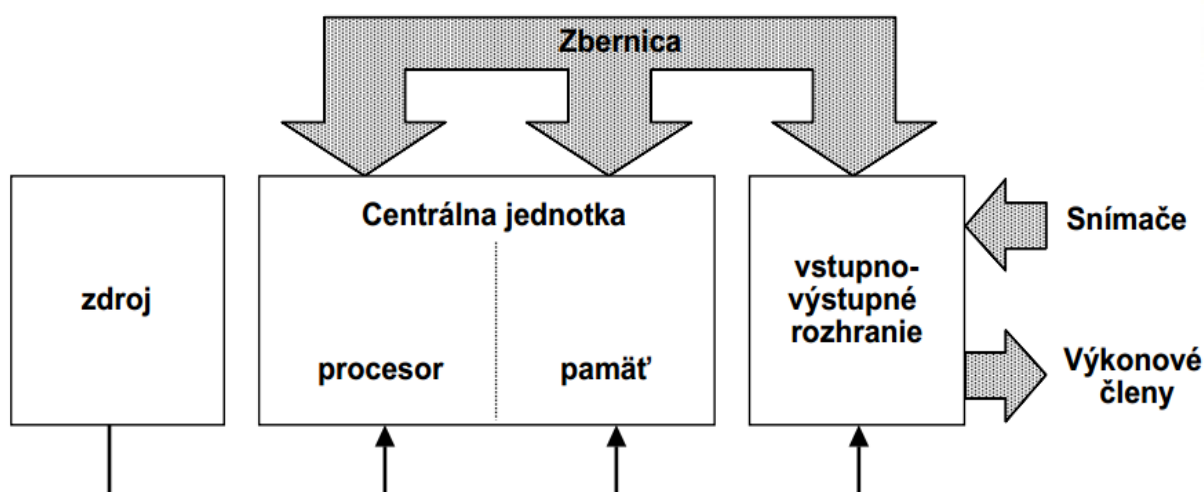 Zbernica
zdroj
Centrálna jednotka
procesor
pamäť
vstupno-
výstupné
rozhranie
Snímače
Výkonové
členy